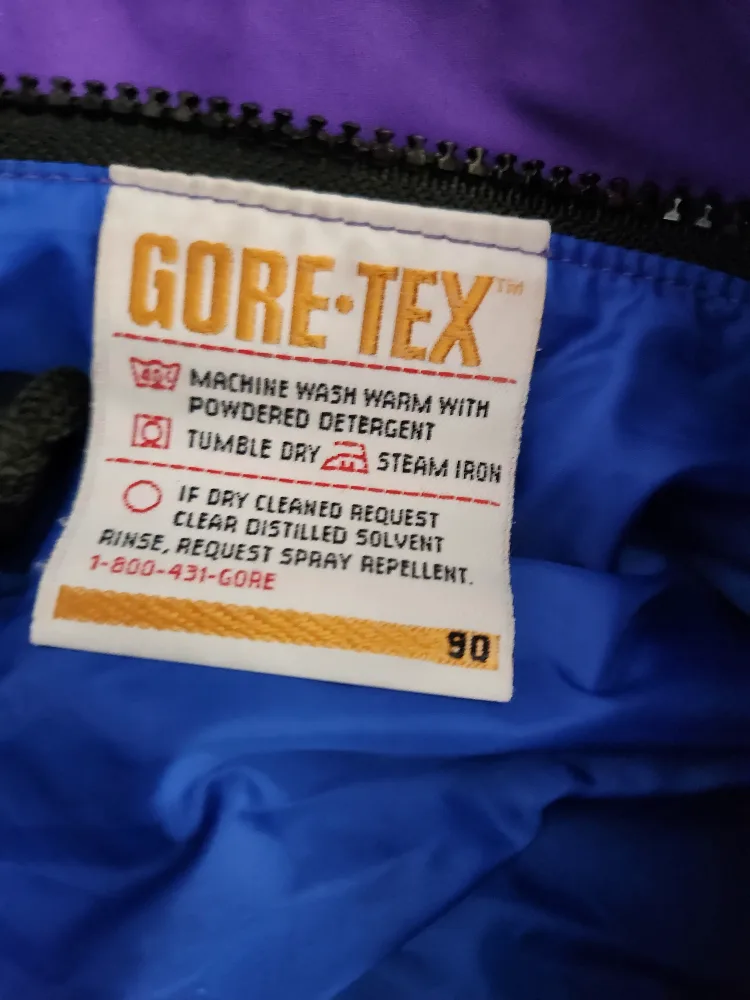 GORE·TEX™
40C MACHINE WASH WARM WITH
POWDERED DETERGENT
TUMBLE DRY STEAM IRON
IF DRY CLEANED REQUEST
CLEAR DISTILLED SOLVENT
RINSE, REQUEST SPRAY REPELLENT.
1-800-431-GORE
90